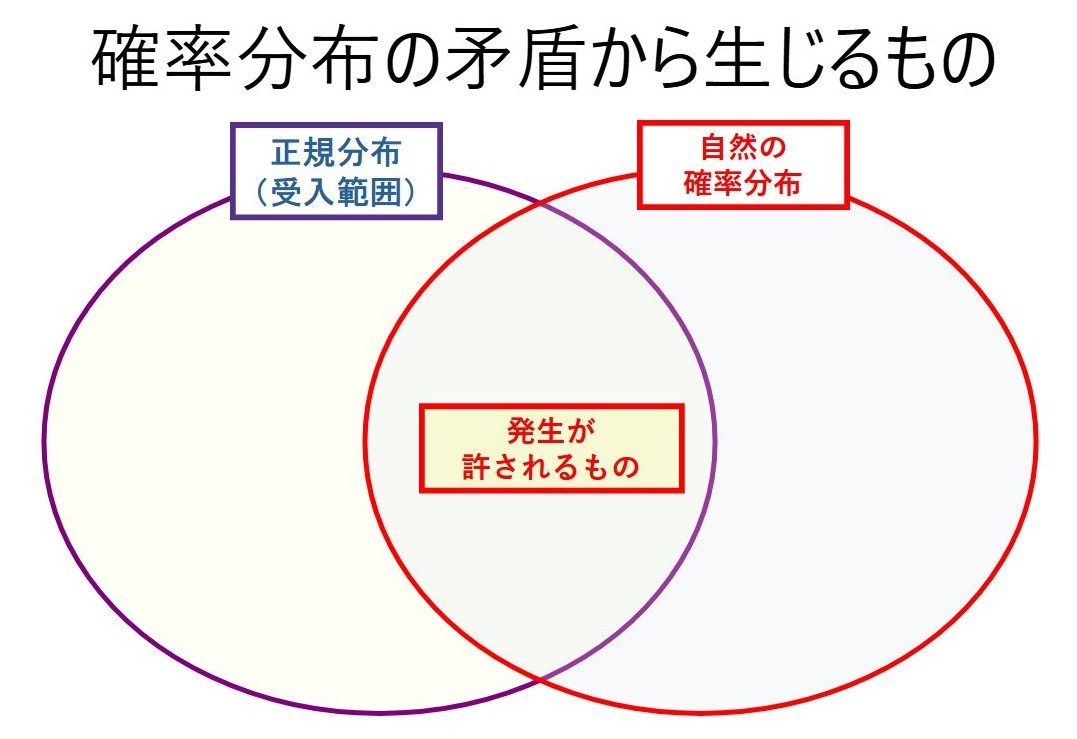 確率分布の矛盾から生じるもの
正規分布
（受入範囲）
自然の
確率分布
発生が
許されるもの